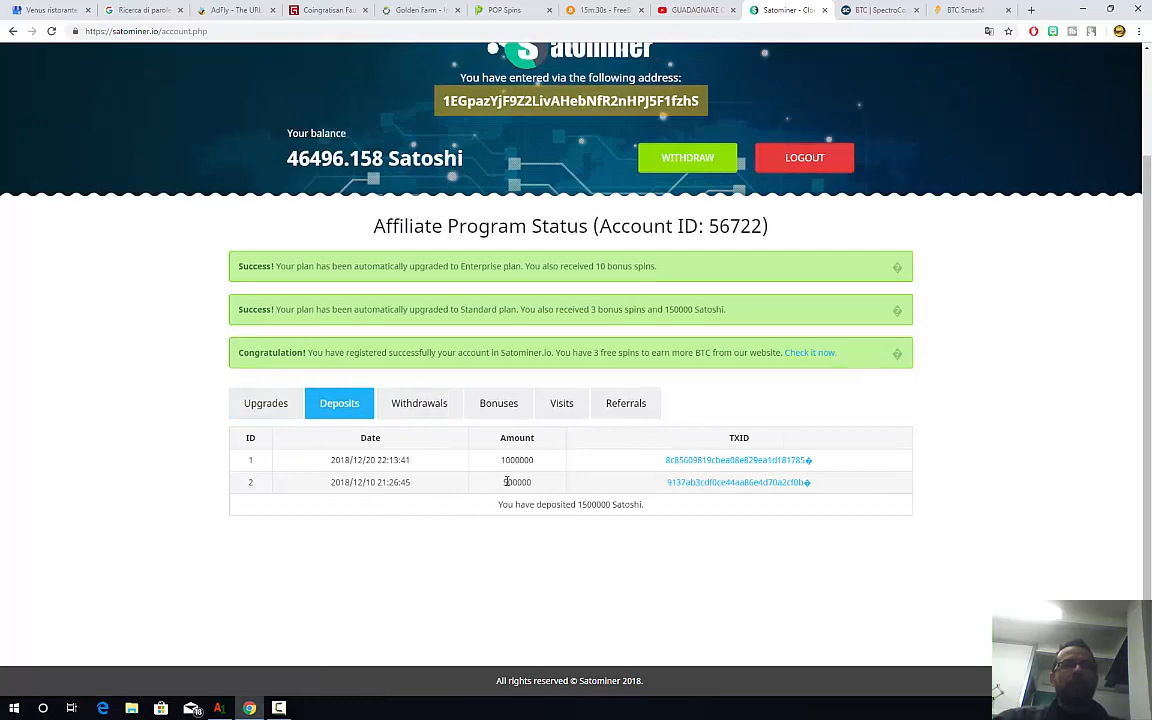 Venus ristorante
Ricerca di parole
AdFly - The URL
Coingratisan Fau
Golden Farm - I
POP Spins
15m:30s - FreeB
GUADAGNARE
Satominer - Clo
BTC | SpectroCo
BTC Smash!
https://satominer.io/account.php
Satominer
You have entered via the following address:
1EGpazYjF9Z2LivAHebNfR2nHPJ5F1fzhS
Your balance
46496.158 Satoshi
WITHDRAW
LOGOUT
Affiliate Program Status (Account ID: 56722)
Success! Your plan has been automatically upgraded to Enterprise plan. You also received 10 bonus spins. �
Success! Your plan has been automatically upgraded to Standard plan. You also received 3 bonus spins and 150000 Satoshi. �
Congratulation! You have registered successfully your account in Satominer.io. You have 3 free spins to earn more BTC from our website. Check it now. �
Upgrades Deposits Withdrawals Bonuses Visits Referrals
ID Date Amount TXID
1 2018/12/20 22:13:41 1000000 8c85609819cbea08e829ea1d181785�
2 2018/12/10 21:26:45 500000 9137ab3cdf0ce44aa86e4d70a2cf0b�
You have deposited 1500000 Satoshi.
All rights reserved © Satominer 2018.